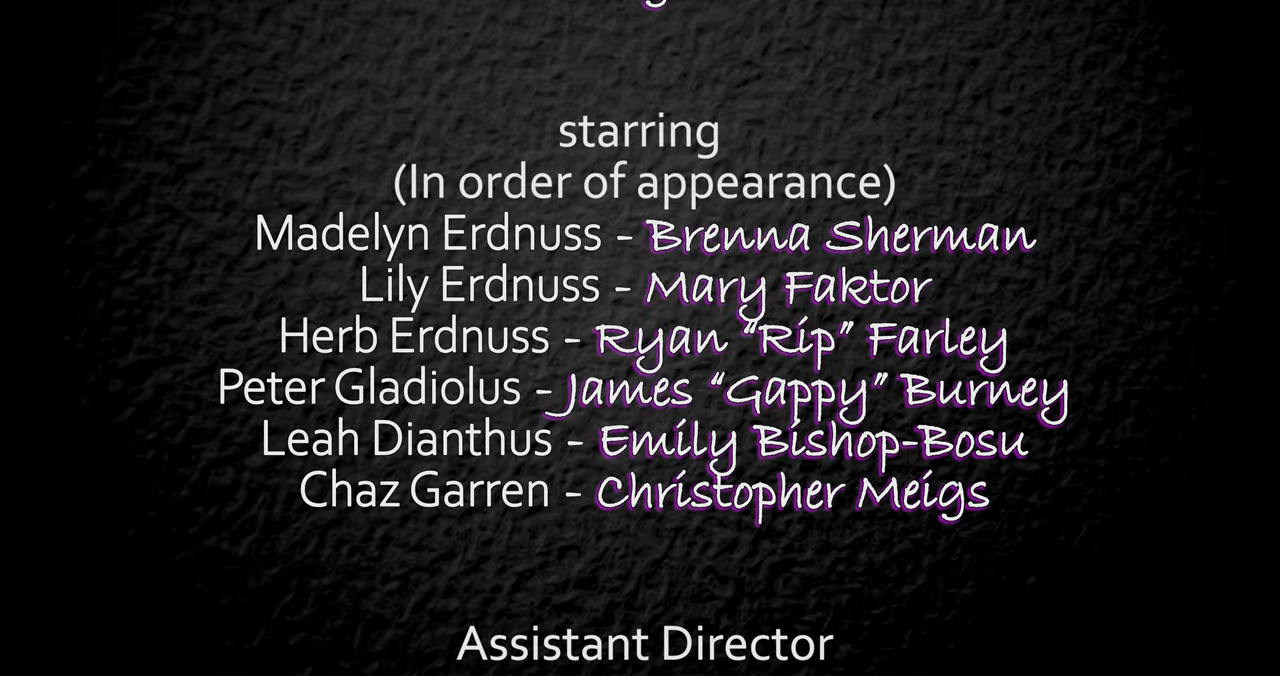 starring
(In order of appearance)
Madelyn Erdnuss - Brenna Sherman
Lily Erdnuss - Mary Faktor
Herb Erdnuss - Ryan “Rip” Farley
Peter Gladiolus - James “Gappy” Burney
Leah Dianthus - Emily Bishop-Bosu
Chaz Garren - Christopher Meigs
Assistant Director